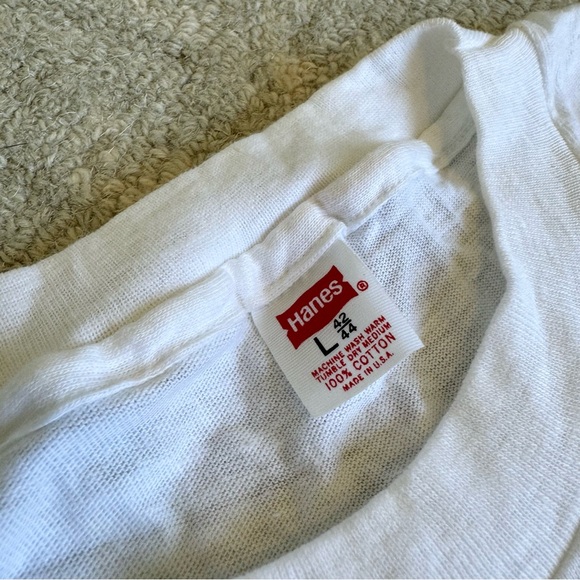 Hanes®
L 42/44
MACHINE WASH WARM
TUMBLE DRY MEDIUM
100% COTTON
MADE IN U.S.A.